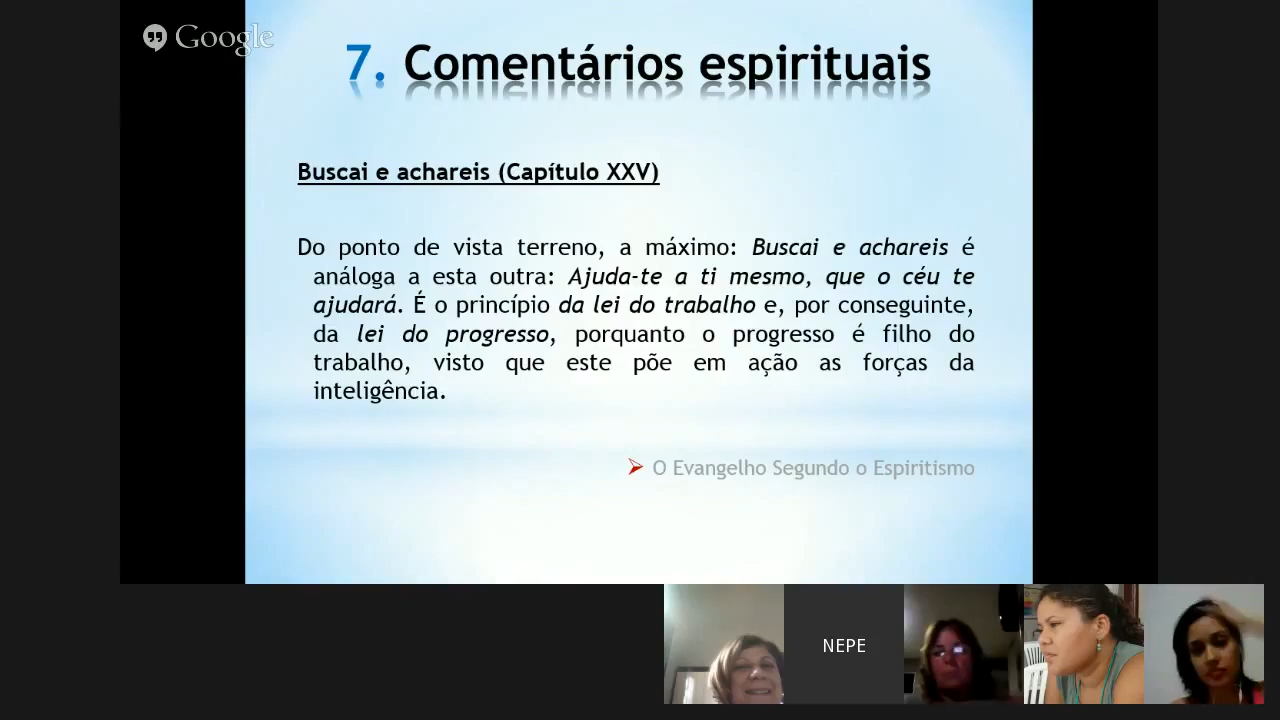 Google
7. Comentários espirituais
Buscai e achareis (Capítulo XXV)
Do ponto de vista terreno, a máximo: Buscai e achareis é
análoga a esta outra: Ajuda-te a ti mesmo, que o céu te
ajudará. É o princípio da lei do trabalho e, por conseguinte,
da lei do progresso, porquanto o progresso é filho do
trabalho, visto que este põe em ação as forças da
inteligência.
O Evangelho Segundo o Espiritismo
NEPE